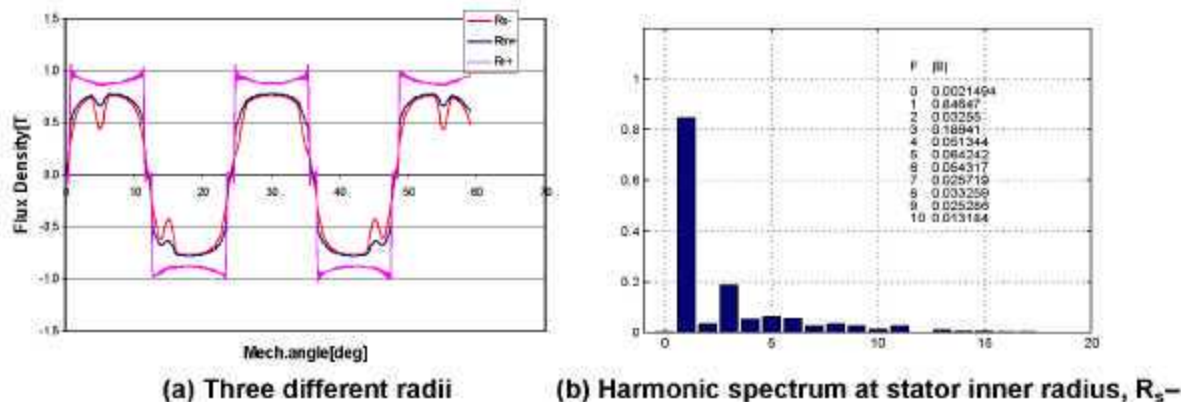 1.5
1.0
0.5
0.0
-0.5
-1.0
-1.5
0 10 20 30 40 50 60 70
Flux Density[T
Mech.angle[deg]
Rs-
Rm
Rr+
(a) Three different radii
1
0.8
0.6
0.4
0.2
0
0 5 10 15 20
F |B|
0 0.0021494
1 0.84647
2 0.03255
3 0.18941
4 0.051344
5 0.064242
6 0.054317
7 0.025719
8 0.033259
9 0.025286
10 0.013184
(b) Harmonic spectrum at stator inner radius, Rs–